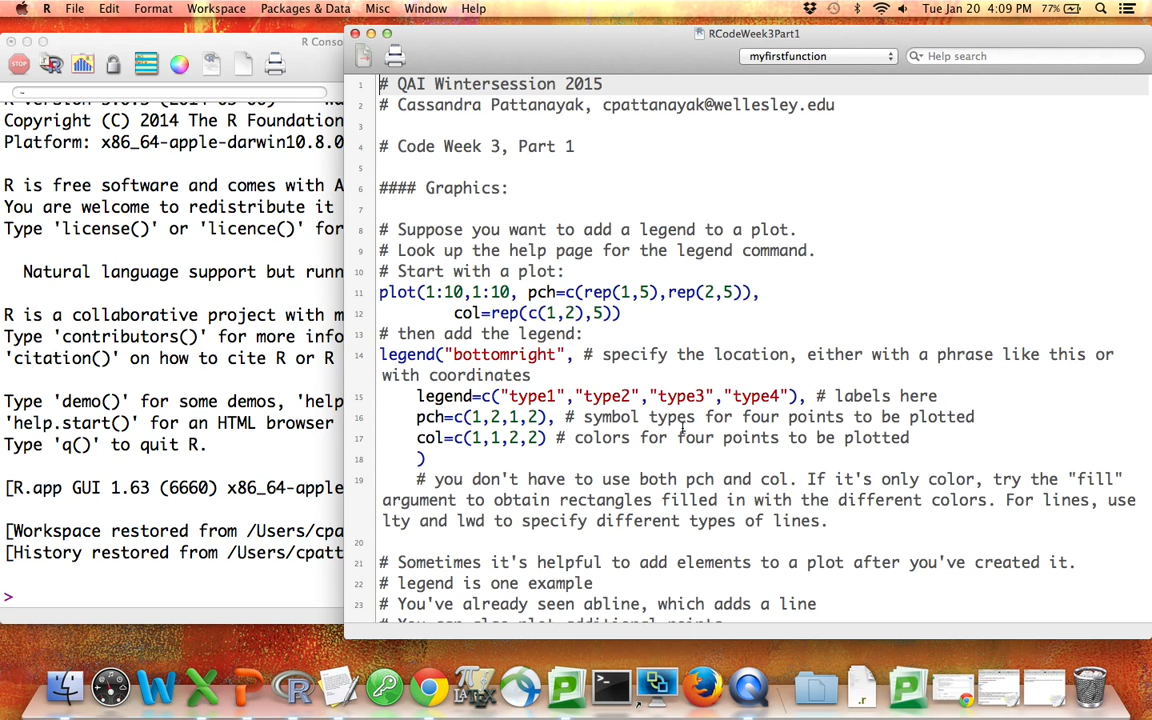 R File Edit Format Workspace Packages & Data Misc Window Help Tue Jan 20 4:09 PM 77%
R Conso
RCodeWeek3Part1
STOP
myfirstfunction
Help search
Copyright (C) 2014 The R Foundation
Platform: x86_64-apple-darwin10.8.0
R is free software and comes with A
You are welcome to redistribute it
Type 'license()' or 'licence()' for
Natural language support but runn
R is a collaborative project with m
Type 'contributors()' for more info
'citation()' on how to cite R or R
Type 'demo()' for some demos, 'help
'help.start()' for an HTML browser
Type 'q()' to quit R.
[R.app GUI 1.63 (6660) x86_64-apple
[Workspace restored from /Users/cpa
[History restored from /Users/cpatt
>
1 # QAI Wintersession 2015
2 # Cassandra Pattanayak, cpattanayak@wellesley.edu
3
4 # Code Week 3, Part 1
5
6 #### Graphics:
7
8 # Suppose you want to add a legend to a plot.
9 # Look up the help page for the legend command.
10 # Start with a plot:
11 plot(1:10,1:10, pch=c(rep(1,5),rep(2,5)),
12 col=rep(c(1,2),5))
13 # then add the legend:
14 legend("bottomright", # specify the location, either with a phrase like this or
with coordinates
15 legend=c("type1","type2","type3","type4"), # labels here
16 pch=c(1,2,1,2), # symbol types for four points to be plotted
17 col=c(1,1,2,2) # colors for four points to be plotted
18 )
19 # you don't have to use both pch and col. If it's only color, try the "fill"
argument to obtain rectangles filled in with the different colors. For lines, use
lty and lwd to specify different types of lines.
20
21 # Sometimes it's helpful to add elements to a plot after you've created it.
22 # legend is one example
23 # You've already seen abline, which adds a line
# You can also plot additional points